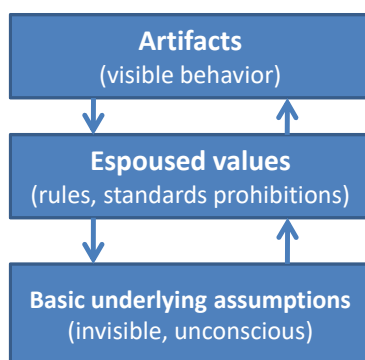 Artifacts
(visible behavior)
Espoused values
(rules, standards prohibitions)
Basic underlying assumptions
(invisible, unconscious)